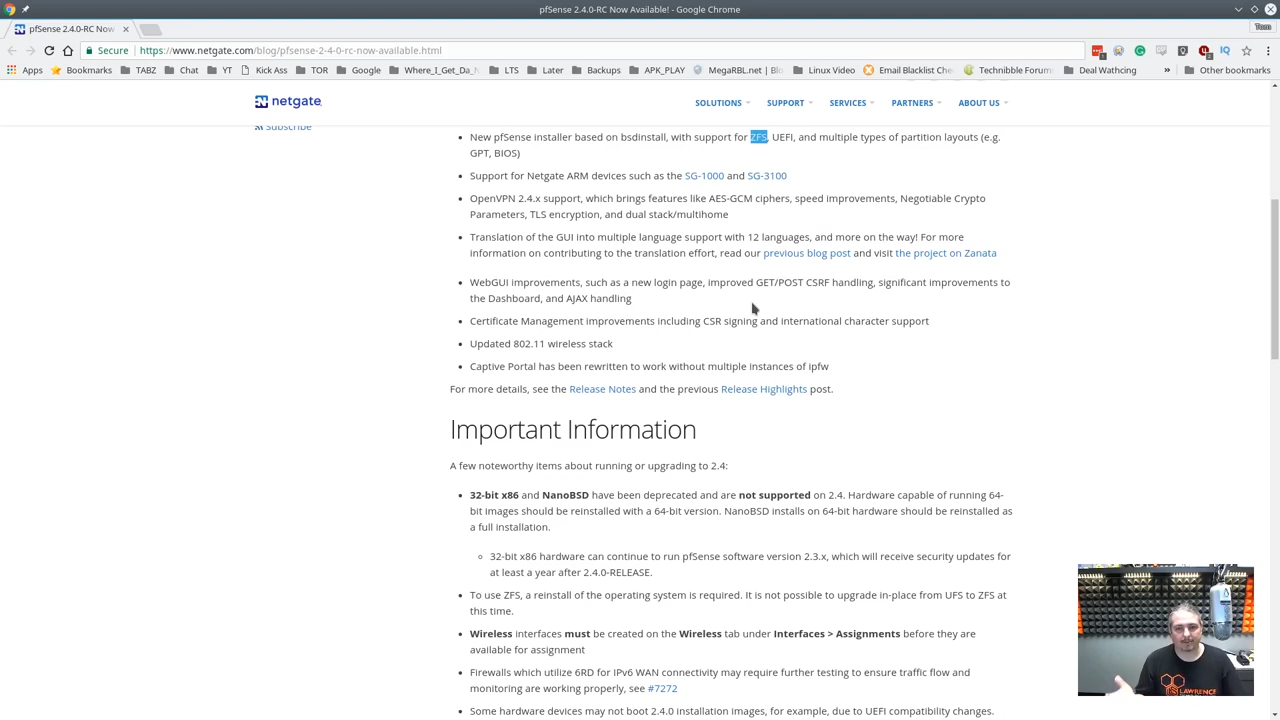 pfSense 2.4.0-RC Now Available! - Google Chrome
pfSense 2.4.0-RC Now
Tom
Secure https://www.netgate.com/blog/pfsense-2-4-0-rc-now-available.html
Apps Bookmarks TABZ Chat YT Kick Ass TOR Google Where_I_Get_Da_ LTS Later Backups APK_PLAY MegaRBL.net | Blo Linux Video Email Blacklist Che Technibble Forum Deal Wathcing » Other bookmarks
netgate
SOLUTIONS SUPPORT SERVICES PARTNERS ABOUT US
Subscribe
New pfSense installer based on bsdinstall, with support for ZFS, UEFI, and multiple types of partition layouts (e.g.
GPT, BIOS)
Support for Netgate ARM devices such as the SG-1000 and SG-3100
OpenVPN 2.4.x support, which brings features like AES-GCM ciphers, speed improvements, Negotiable Crypto
Parameters, TLS encryption, and dual stack/multihome
Translation of the GUI into multiple language support with 12 languages, and more on the way! For more
information on contributing to the translation effort, read our previous blog post and visit the project on Zanata
WebGUI improvements, such as a new login page, improved GET/POST CSRF handling, significant improvements to
the Dashboard, and AJAX handling
Certificate Management improvements including CSR signing and international character support
Updated 802.11 wireless stack
Captive Portal has been rewritten to work without multiple instances of ipfw
For more details, see the Release Notes and the previous Release Highlights post.
Important Information
A few noteworthy items about running or upgrading to 2.4:
32-bit x86 and NanoBSD have been deprecated and are not supported on 2.4. Hardware capable of running 64-
bit images should be reinstalled with a 64-bit version. NanoBSD installs on 64-bit hardware should be reinstalled as
a full installation.
32-bit x86 hardware can continue to run pfSense software version 2.3.x, which will receive security updates for
at least a year after 2.4.0-RELEASE.
To use ZFS, a reinstall of the operating system is required. It is not possible to upgrade in-place from UFS to ZFS at
this time.
Wireless interfaces must be created on the Wireless tab under Interfaces > Assignments before they are
available for assignment
Firewalls which utilize 6RD for IPv6 WAN connectivity may require further testing to ensure traffic flow and
monitoring are working properly, see #7272
Some hardware devices may not boot 2.4.0 installation images, for example, due to UEFI compatibility changes.
LAWRENCE